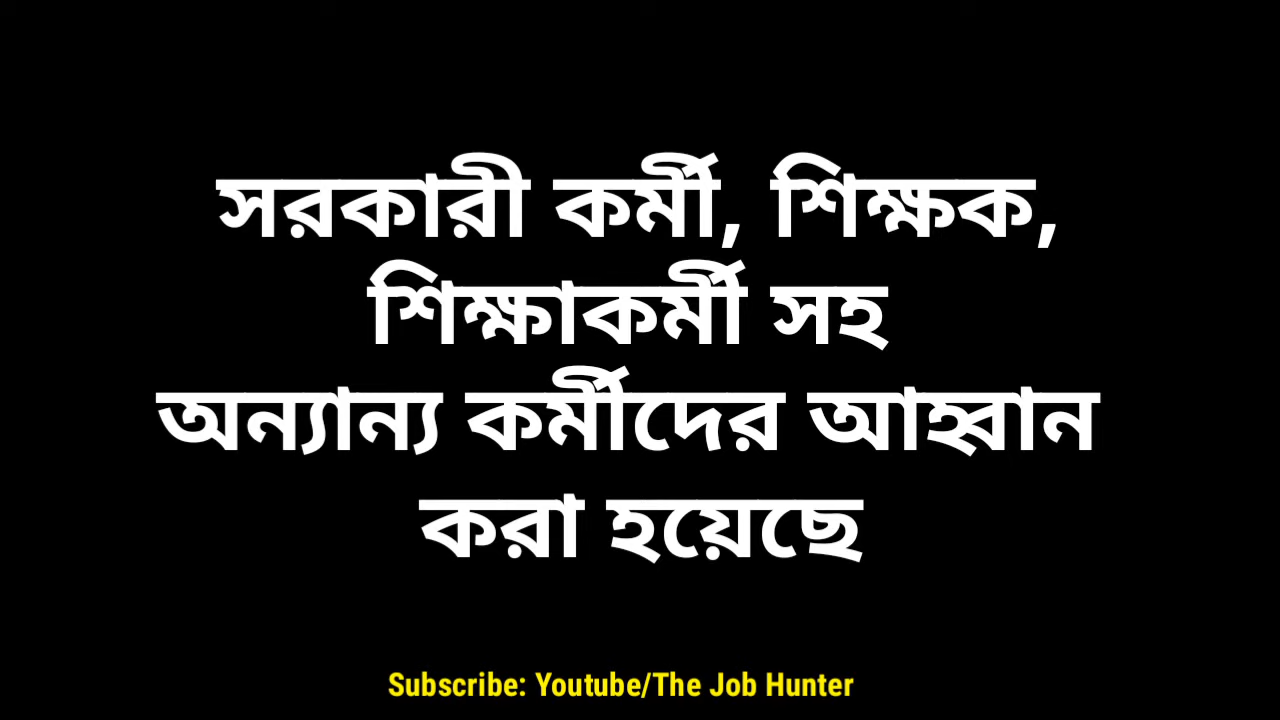 সরকারী কর্মী, শিক্ষক,
শিক্ষাকর্মী সহ
অন্যান্য কর্মীদের আহ্বান
করা হয়েছে
Subscribe: Youtube/The Job Hunter